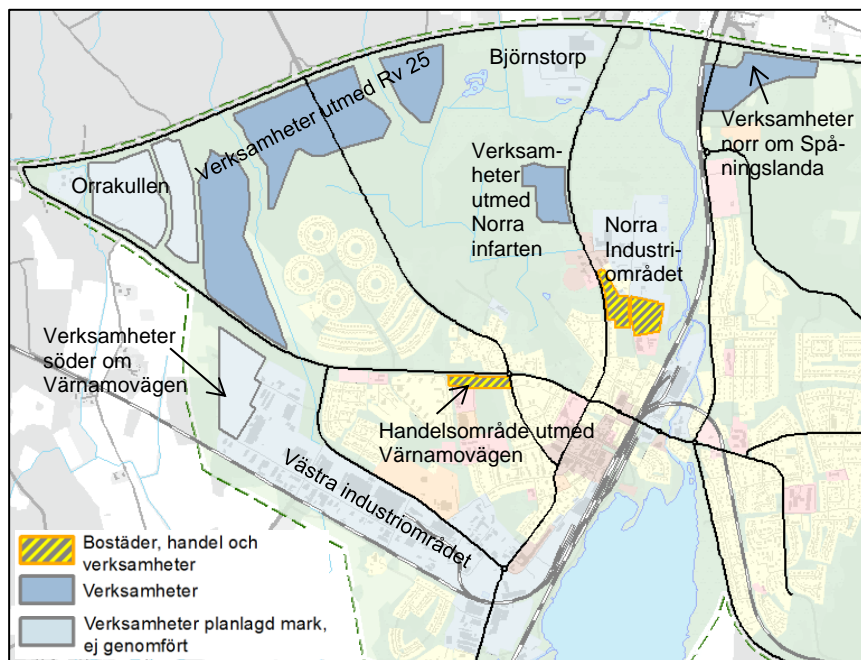 Björnstorp
Verksamheter utmed Rv 25
Verksamheter
norr om Spå-
ningslanda
Verksam-
heter
utmed
Norra
infarten
Orrakullen
Norra
Industri-
området
Verksamheter
söder om
Värnamovägen
Handelsområde utmed
Värnamovägen
Västra industriområdet
Bostäder, handel och
verksamheter
Verksamheter
Verksamheter planlagd mark,
ej genomfört